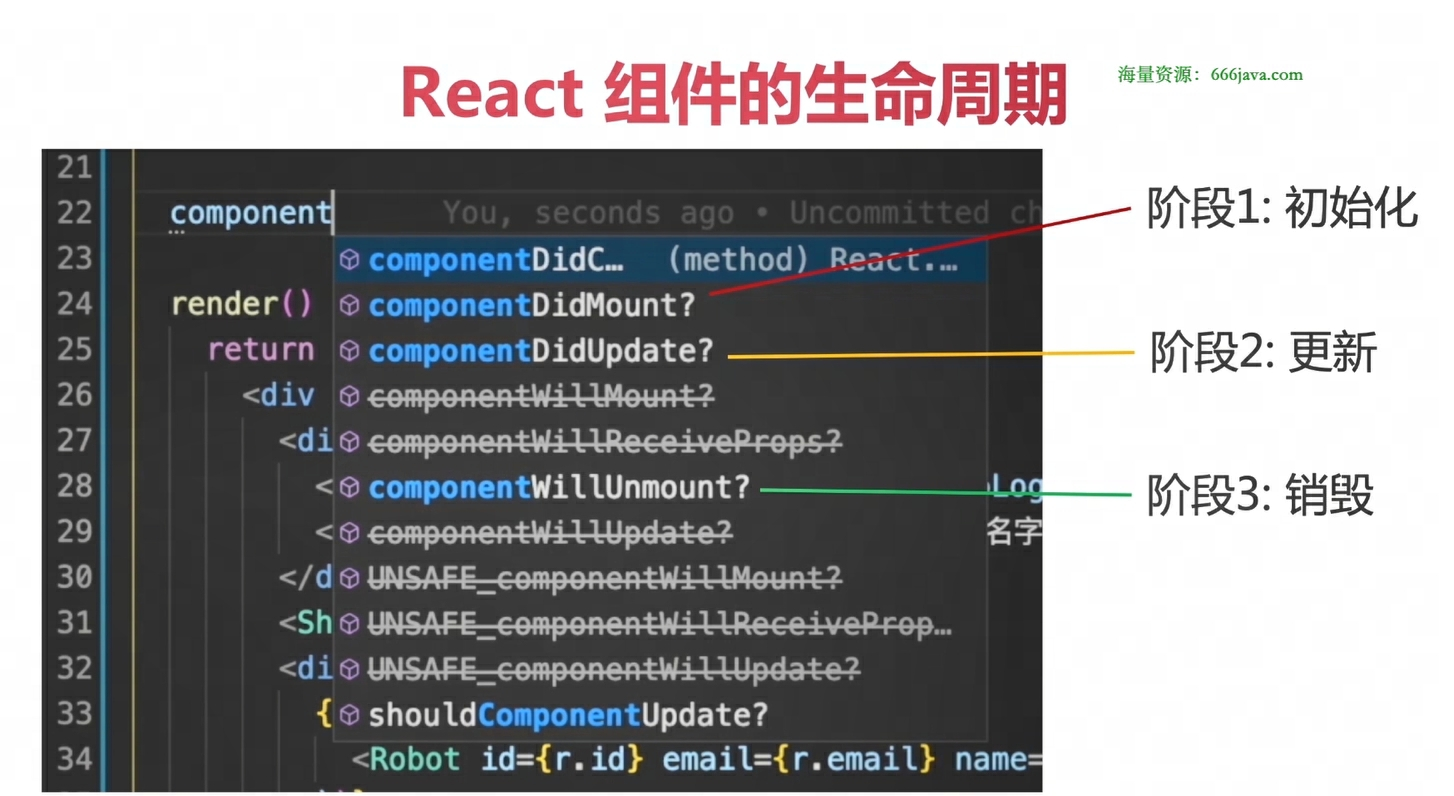 React 组件的生命周期
海量资源：666java.com
21
22 component You, seconds ago • Uncommitted ch
23 componentDidC… (method) React.…
24 render() componentDidMount?
25 return componentDidUpdate?
26 <div componentWillMount?
27 <di componentWillReceiveProps?
28 < componentWillUnmount? oLog
29 < componentWillUpdate? 名字
30 </d UNSAFE_componentWillMount?
31 <Sh UNSAFE_componentWillReceiveProp…
32 <di UNSAFE_componentWillUpdate?
33 { shouldComponentUpdate?
34 <Robot id={r.id} email={r.email} name=
阶段1: 初始化
阶段2: 更新
阶段3: 销毁